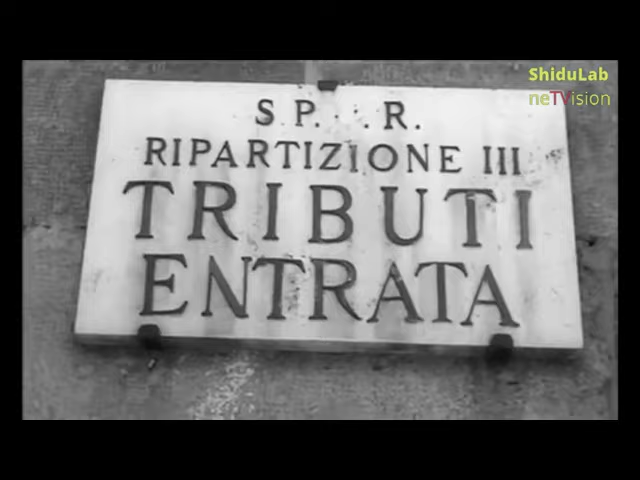 ShiduLab
neTVision
S.P. . .R.
RIPARTIZIONE III
TRIBUTI
ENTRATA